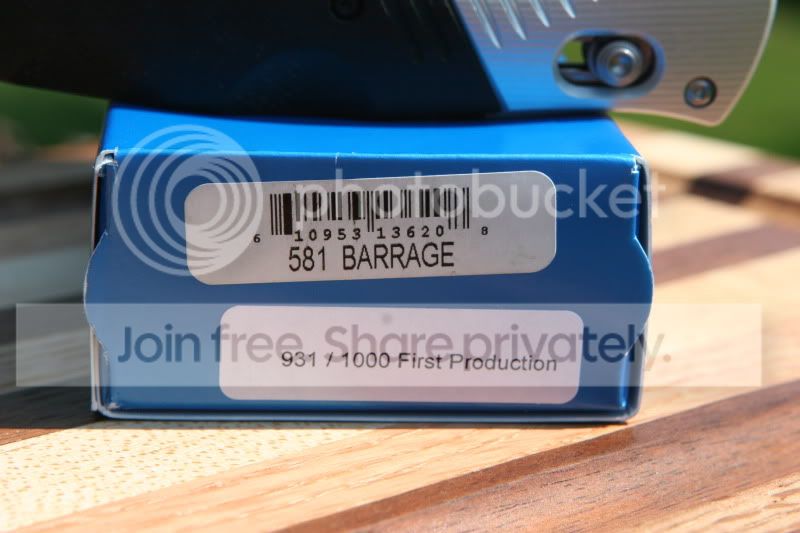 photobucket
6 10953 13620 8
581 BARRAGE
Join free. Share privately.
931 / 1000 First Production